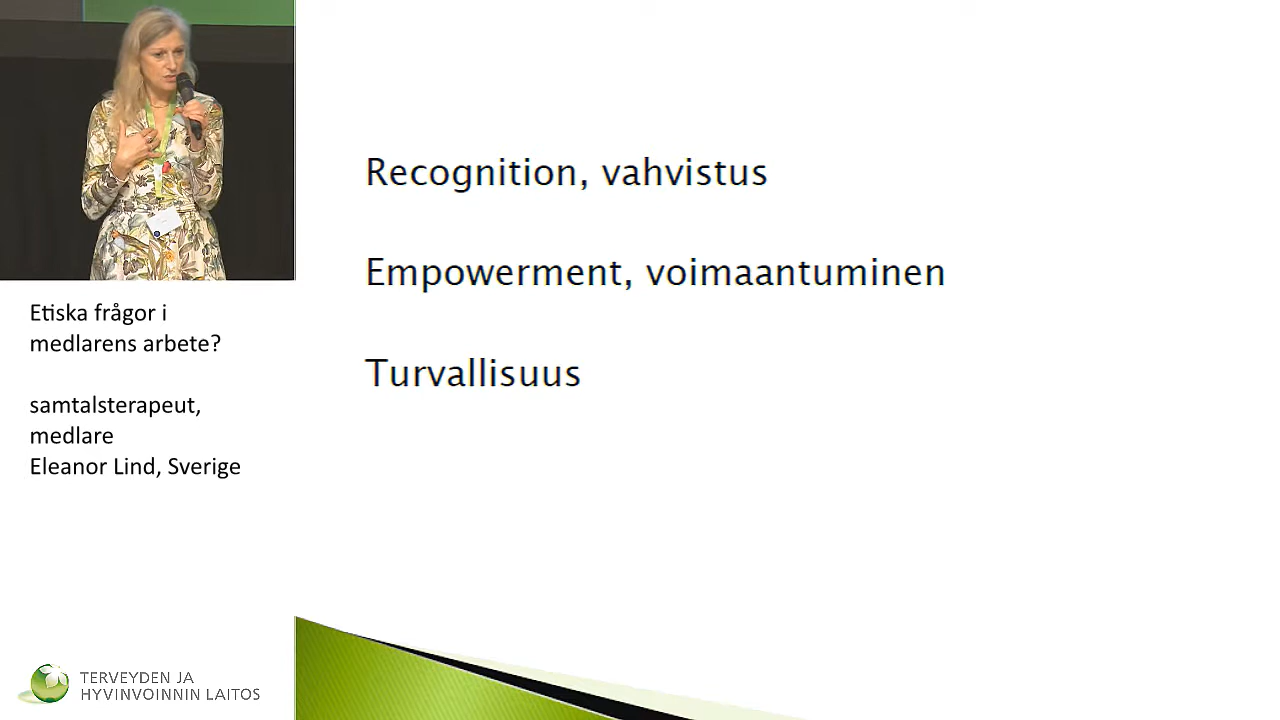 Recognition, vahvistus
Empowerment, voimaantuminen
Turvallisuus
Etiska frågor i
medlarens arbete?
samtalsterapeut,
medlare
Eleanor Lind, Sverige
TERVEYDEN JA
HYVINVOINNIN LAITOS